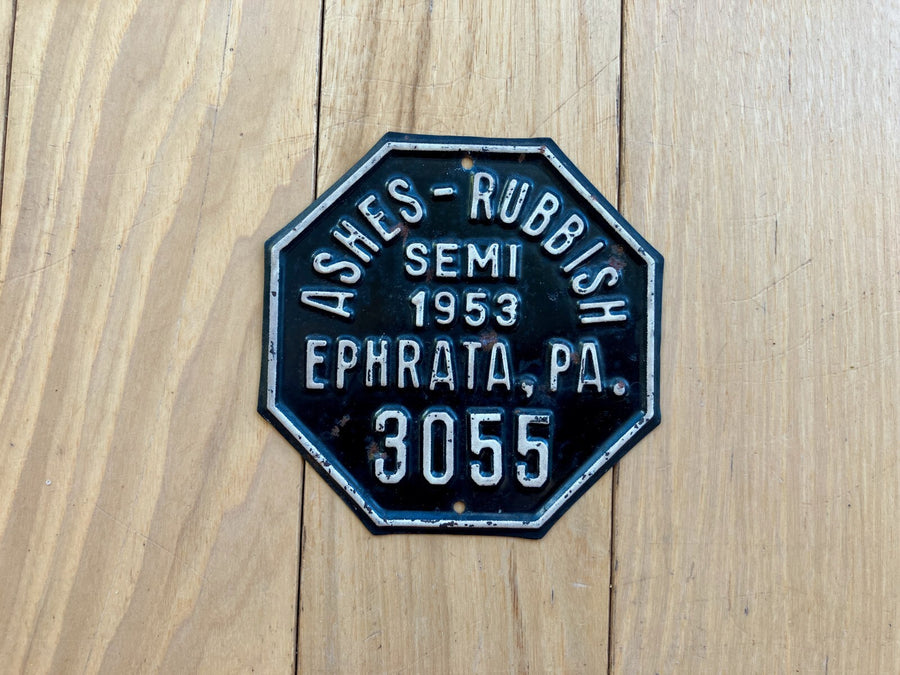 ASHES - RUBBISH
SEMI
1953
EPHRATA, PA.
3055